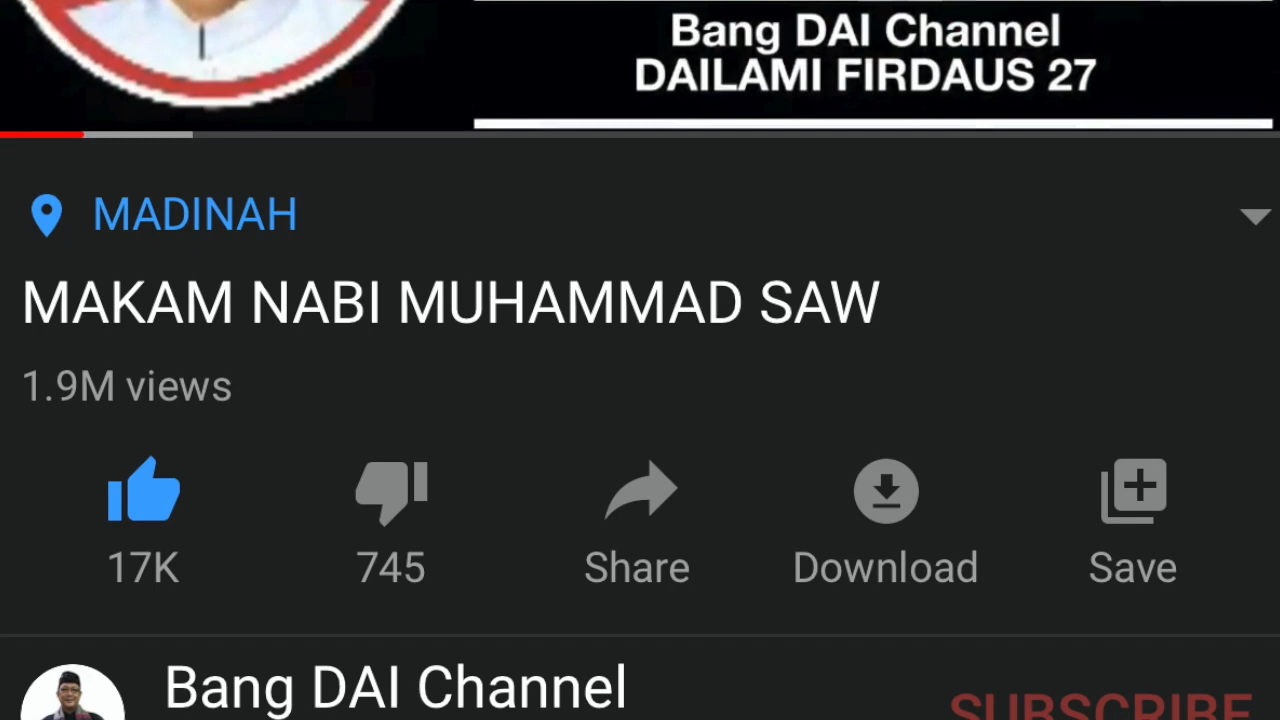 Bang DAI Channel
DAILAMI FIRDAUS 27
MADINAH
MAKAM NABI MUHAMMAD SAW
1.9M views
17K
745
Share
Download
Save
Bang DAI Channel
SUBSCRIBE